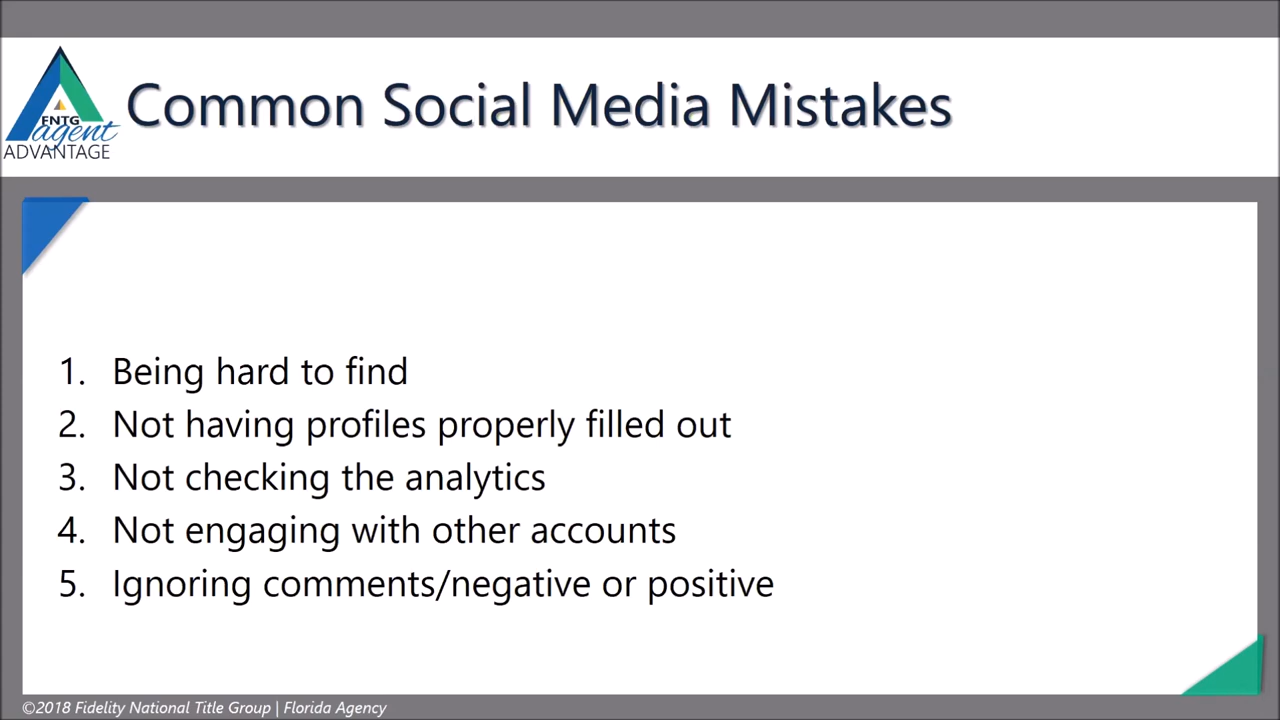 FNTG
agent
ADVANTAGE
Common Social Media Mistakes
1. Being hard to find
2. Not having profiles properly filled out
3. Not checking the analytics
4. Not engaging with other accounts
5. Ignoring comments/negative or positive
©2018 Fidelity National Title Group | Florida Agency